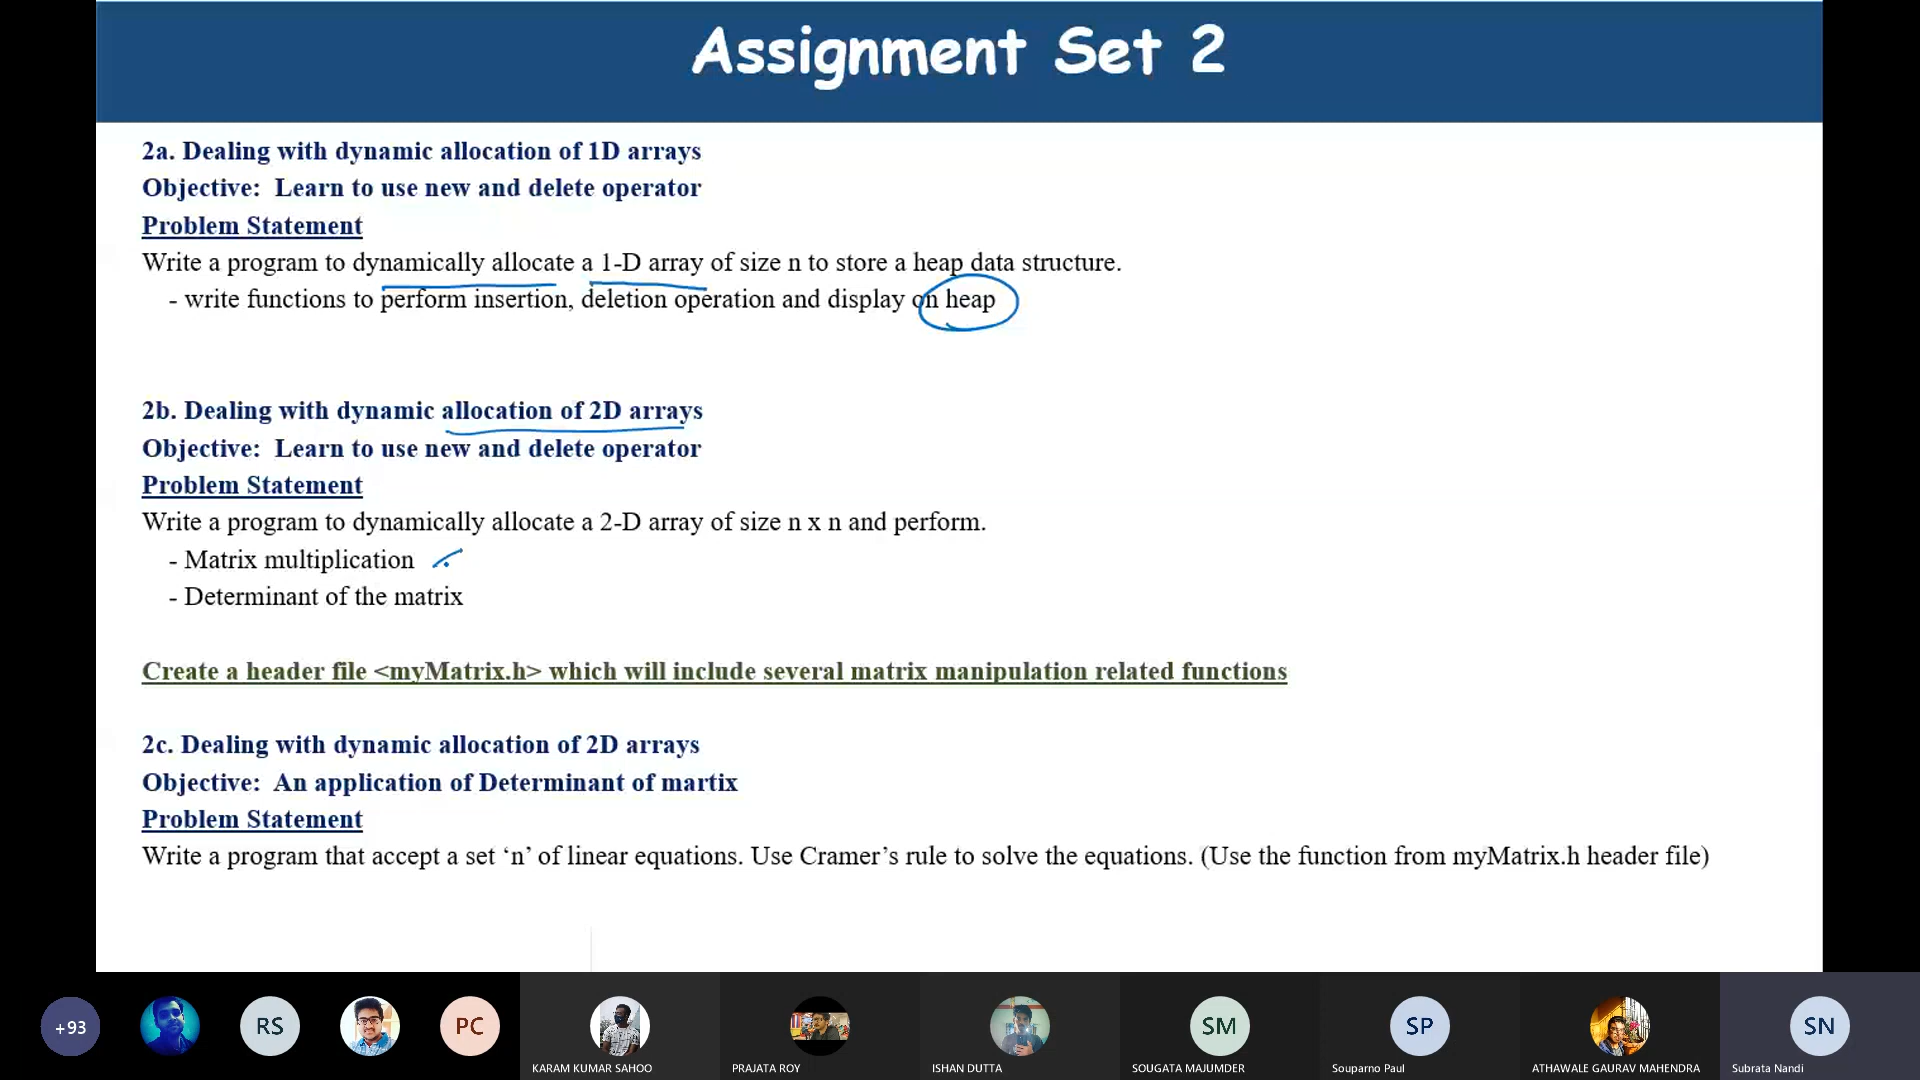 Assignment Set 2
2a. Dealing with dynamic allocation of 1D arrays
Objective:  Learn to use new and delete operator
Problem Statement
Write a program to dynamically allocate a 1-D array of size n to store a heap data structure.
- write functions to perform insertion, deletion operation and display on heap
2b. Dealing with dynamic allocation of 2D arrays
Objective:  Learn to use new and delete operator
Problem Statement
Write a program to dynamically allocate a 2-D array of size n x n and perform.
- Matrix multiplication
- Determinant of the matrix
Create a header file <myMatrix.h> which will include several matrix manipulation related functions
2c. Dealing with dynamic allocation of 2D arrays
Objective:  An application of Determinant of martix
Problem Statement
Write a program that accept a set ‘n’ of linear equations. Use Cramer’s rule to solve the equations. (Use the function from myMatrix.h header file)
+93 RS PC SM SP SN
KARAM KUMAR SAHOO PRAJATA ROY ISHAN DUTTA SOUGATA MAJUMDER Souparno Paul ATHAWALE GAURAV MAHENDRA Subrata Nandi